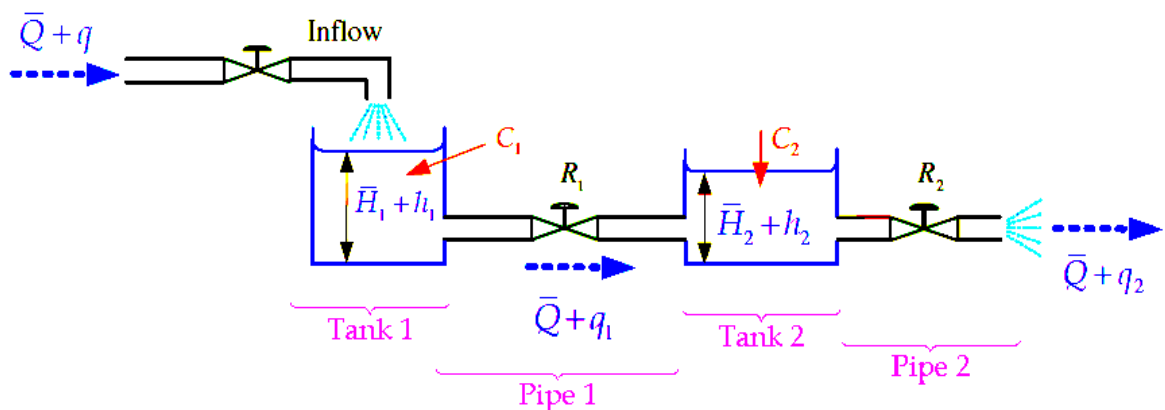 Q̄ + q
Inflow
C₁
C₂
R₁
R₂
H̄₁ + h₁
H̄₂ + h₂
Q̄ + q₁
Q̄ + q₂
Tank 1
Tank 2
Pipe 1
Pipe 2